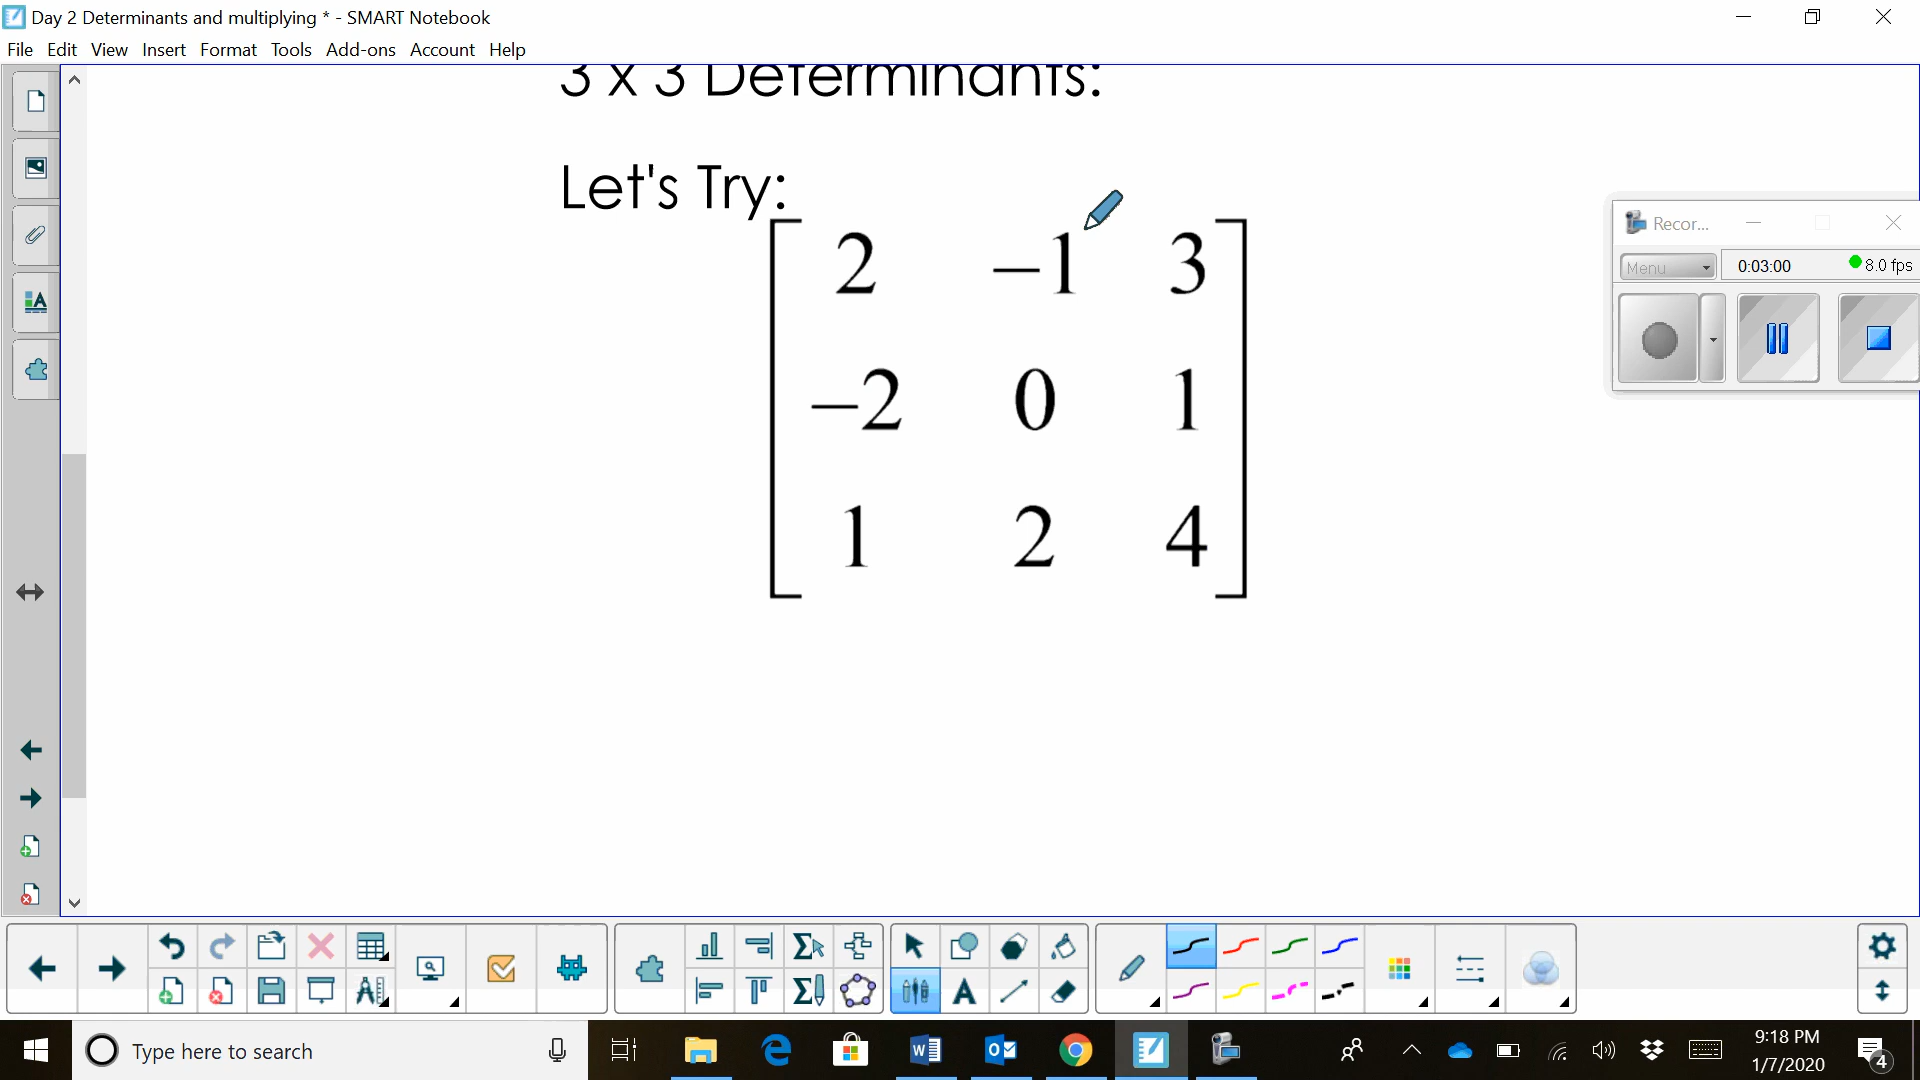 Day 2 Determinants and multiplying * - SMART Notebook
File Edit View Insert Format Tools Add-ons Account Help
3 x 3 Determinants:
Let's Try:
2 −1 3
−2 0 1
1 2 4
Recor...
Menu 0:03:00 8.0 fps
Type here to search
9:18 PM
1/7/2020
4